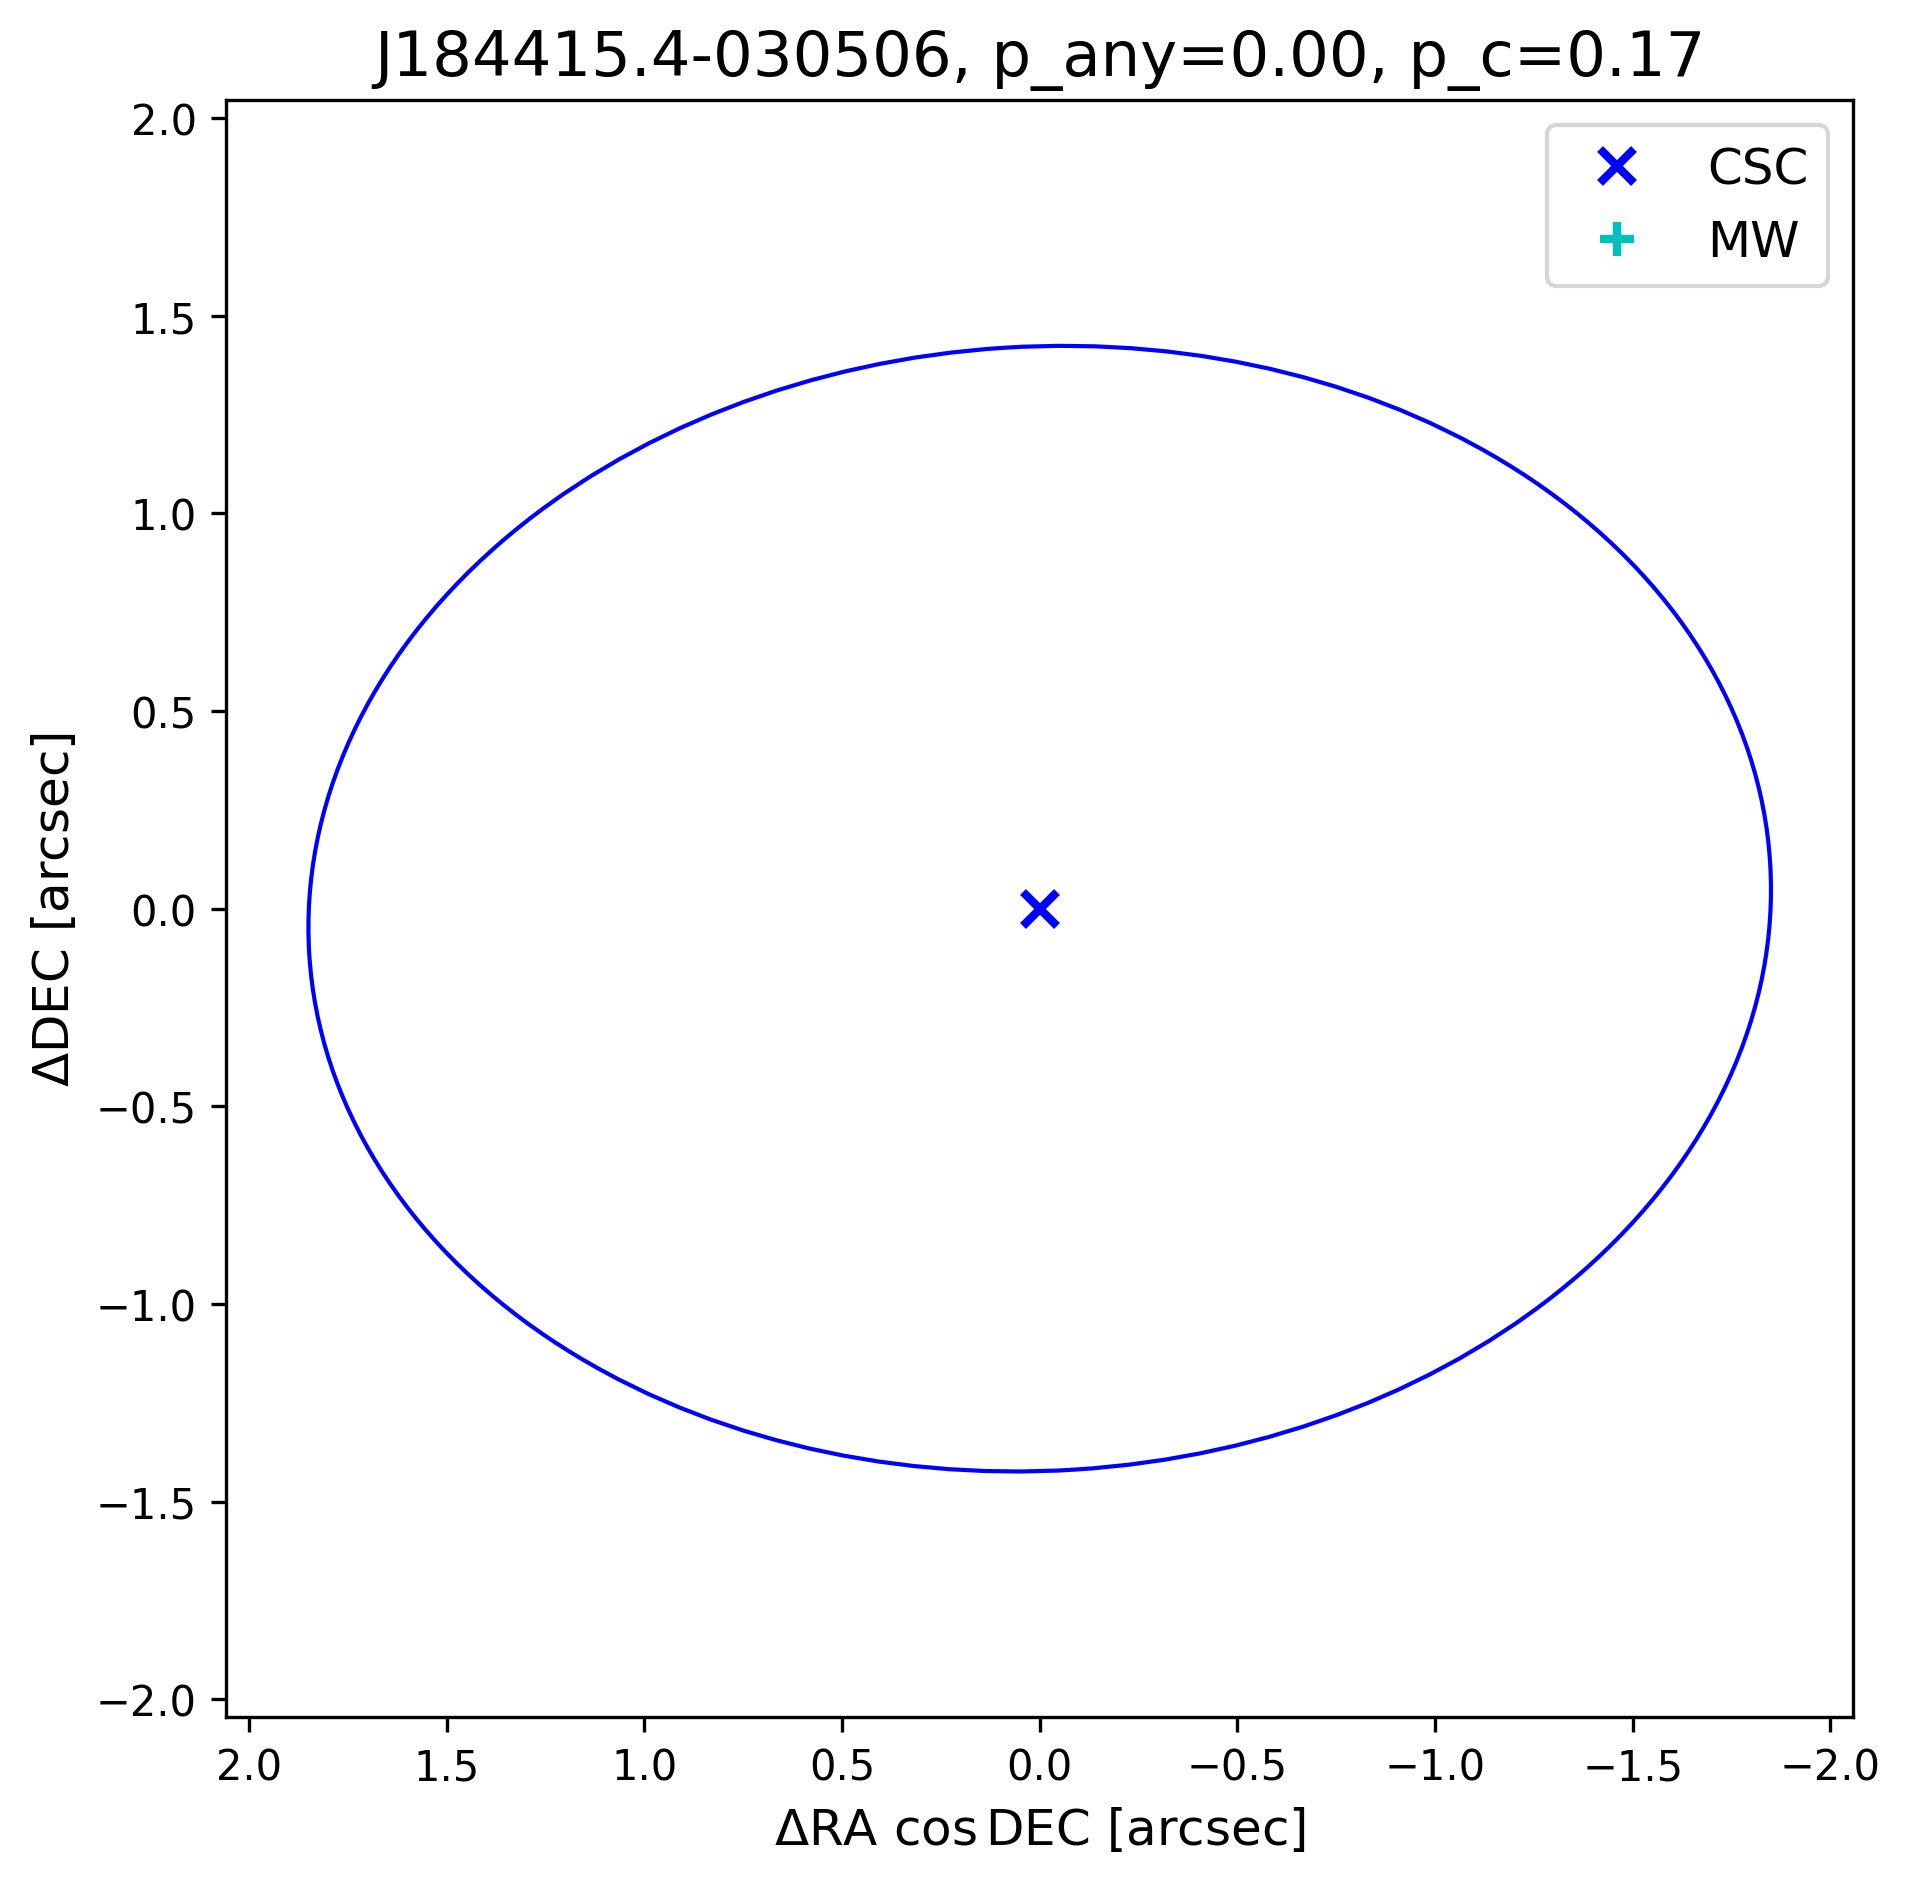 J184415.4-030506, p_any=0.00, p_c=0.17
CSC
MW
2.0
1.5
1.0
0.5
0.0
−0.5
−1.0
−1.5
−2.0
ΔDEC [arcsec]
2.0 1.5 1.0 0.5 0.0 −0.5 −1.0 −1.5 −2.0
ΔRA cos DEC [arcsec]